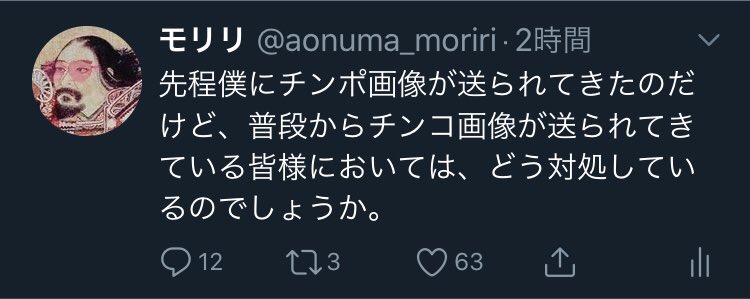 モリリ @aonuma_moriri·2時間
先程僕にチンポ画像が送られてきたのだ
けど、普段からチンコ画像が送られてき
ている皆様においては、どう対処してい
るのでしょうか。
12 3 63